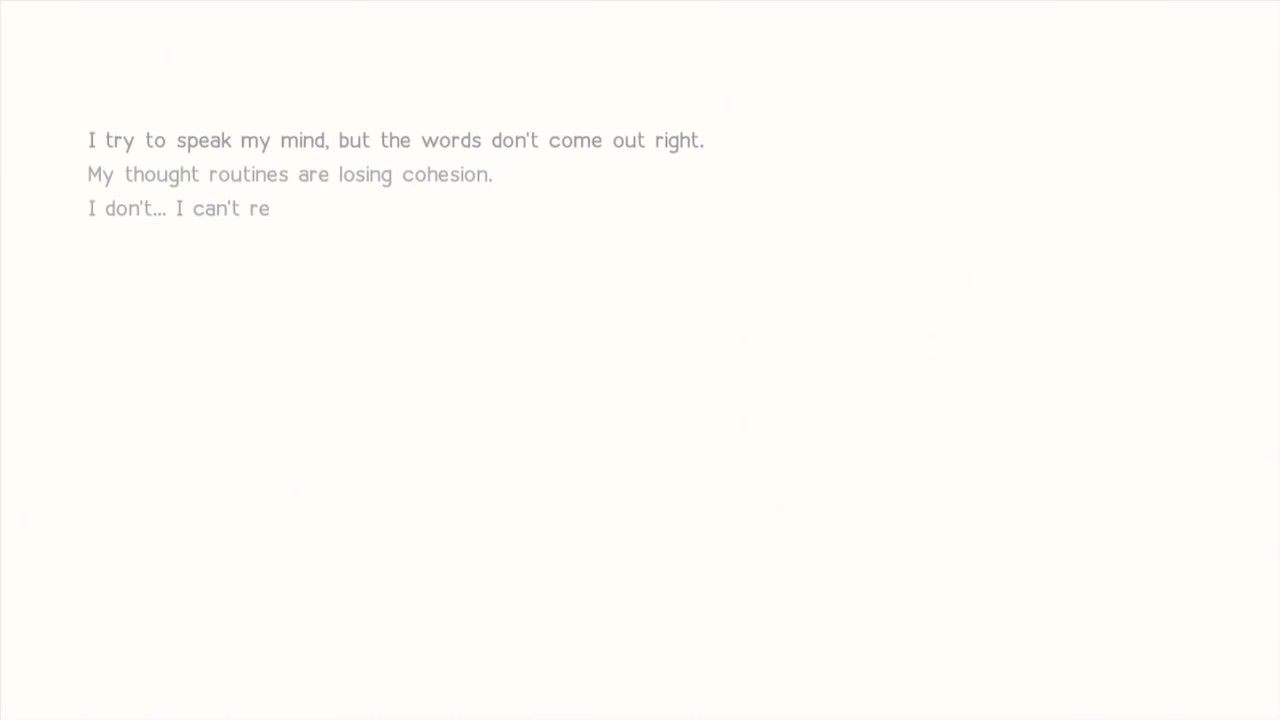 I try to speak my mind, but the words don't come out right.
My thought routines are losing cohesion.
I don't... I can't re